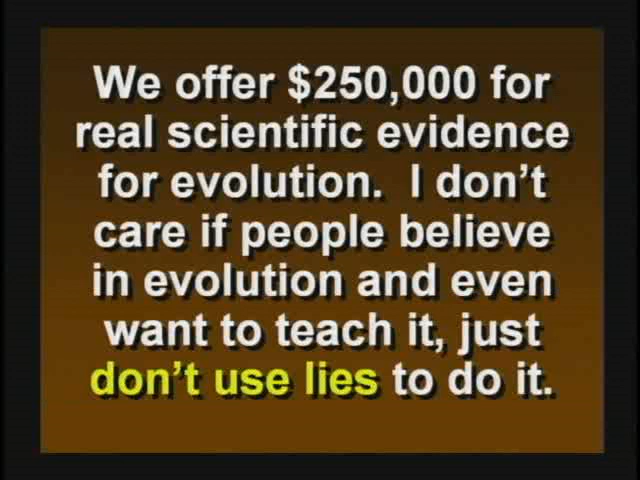 We offer $250,000 for
real scientific evidence
for evolution.  I don't
care if people believe
in evolution and even
want to teach it, just
don't use lies to do it.